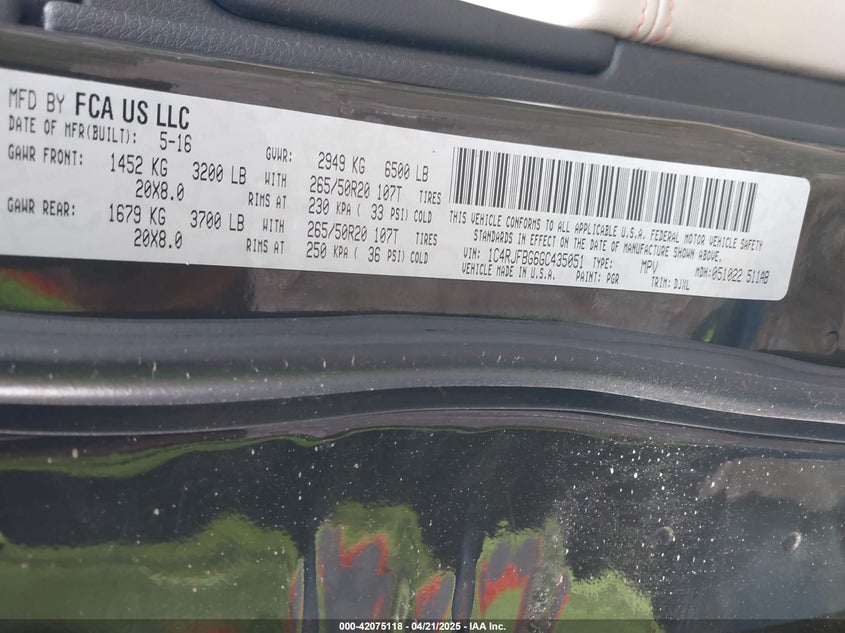 MFD BY FCA US LLC
DATE OF MFR(BUILT): 5-16
GVWR: 2949 KG 6500 LB
GAWR FRONT: 1452 KG 3200 LB WITH 265/50R20 107T TIRES
20X8.0 RIMS AT 230 KPA ( 33 PSI) COLD
GAWR REAR: 1679 KG 3700 LB WITH 265/50R20 107T TIRES
20X8.0 RIMS AT 250 KPA ( 36 PSI) COLD
THIS VEHICLE CONFORMS TO ALL APPLICABLE U.S.A. FEDERAL MOTOR VEHICLE SAFETY
STANDARDS IN EFFECT ON THE DATE OF MANUFACTURE SHOWN ABOVE.
VIN: 1C4RJFBG6GC435051 TYPE: MPV MDH: 051022 511AB
VEHICLE MADE IN U.S.A. PAINT: PGR TRIM: DJXL
000-42075118 - 04/21/2025 - IAA Inc.